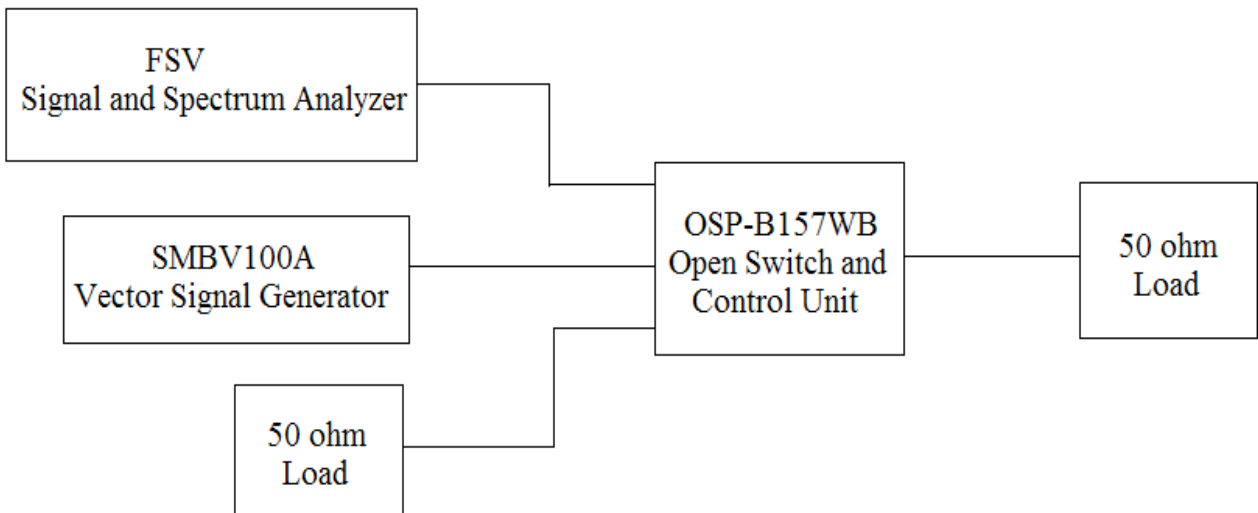 FSV
Signal and Spectrum Analyzer
SMBV100A
Vector Signal Generator
50 ohm
Load
OSP-B157WB
Open Switch and
Control Unit
50 ohm
Load